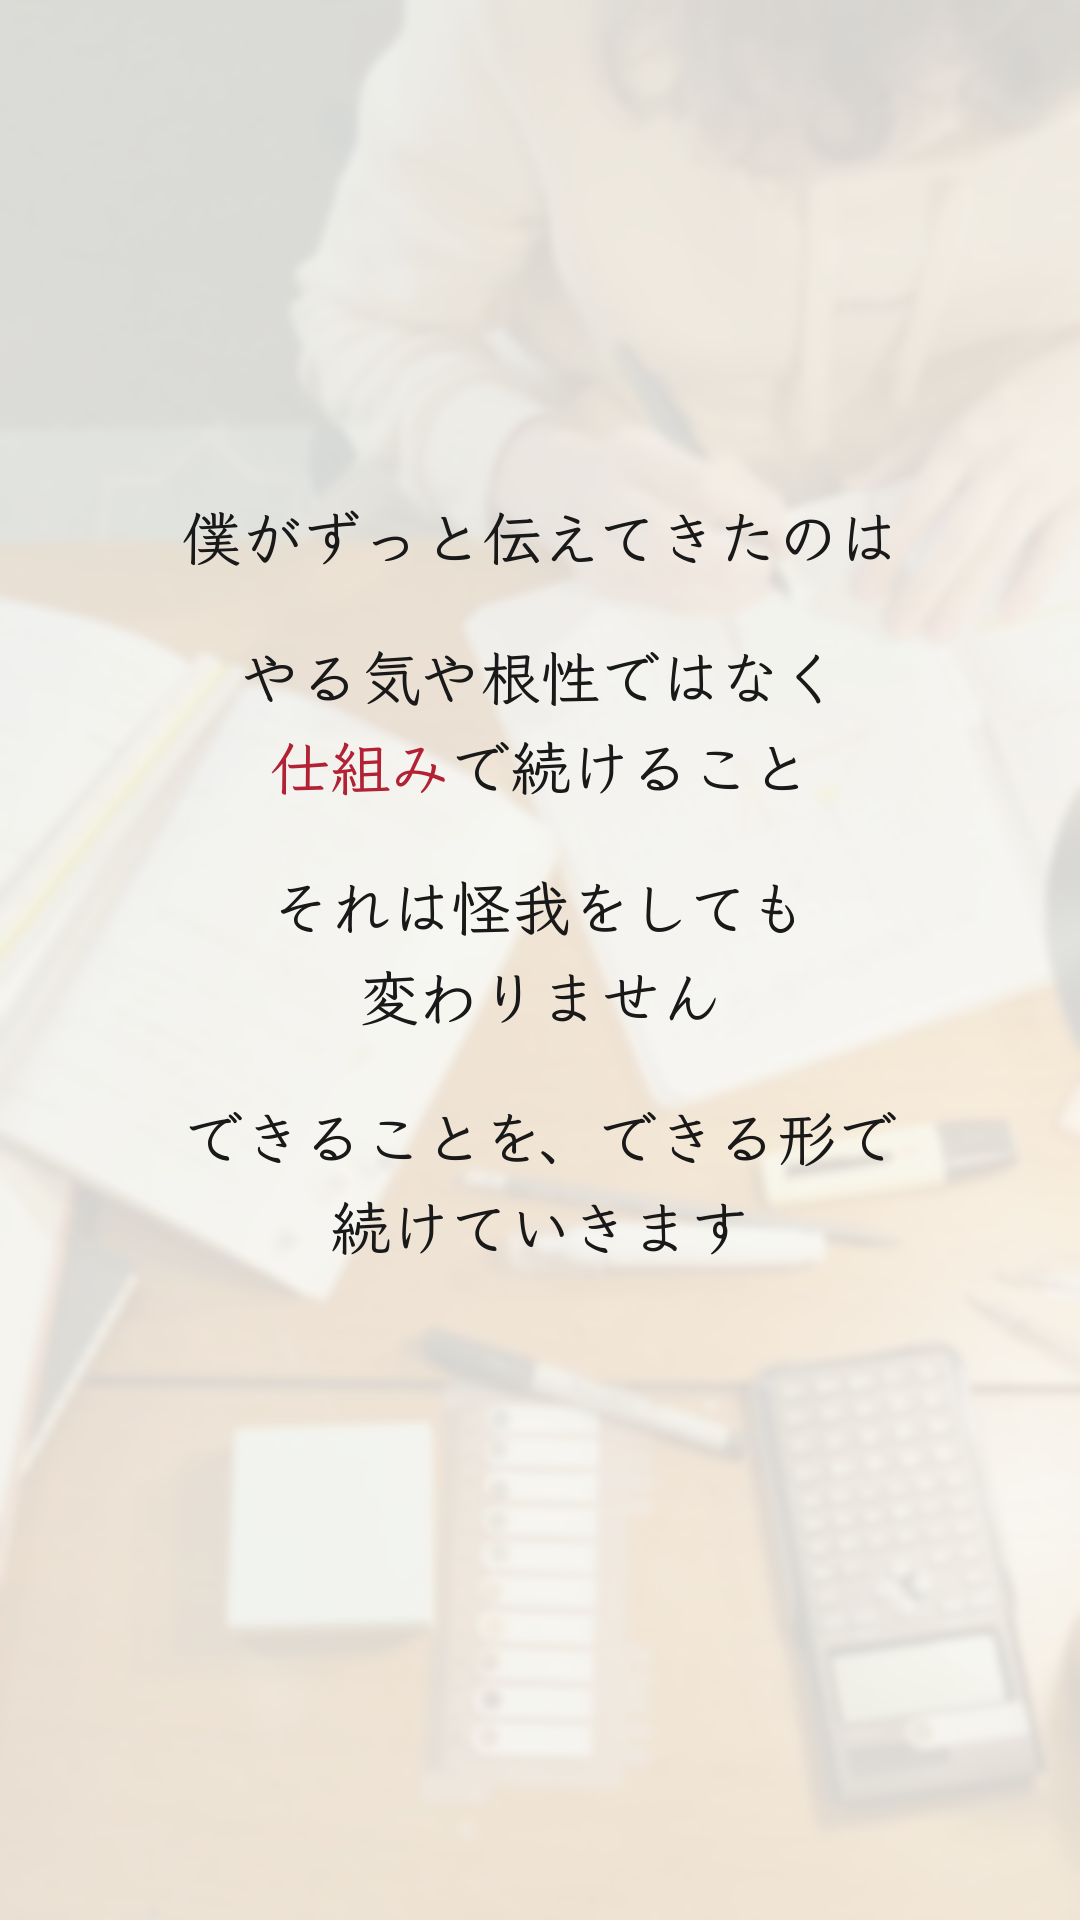 僕がずっと伝えてきたのは
やる気や根性ではなく
仕組みで続けること
それは怪我をしても
変わりません
できることを、できる形で
続けていきます